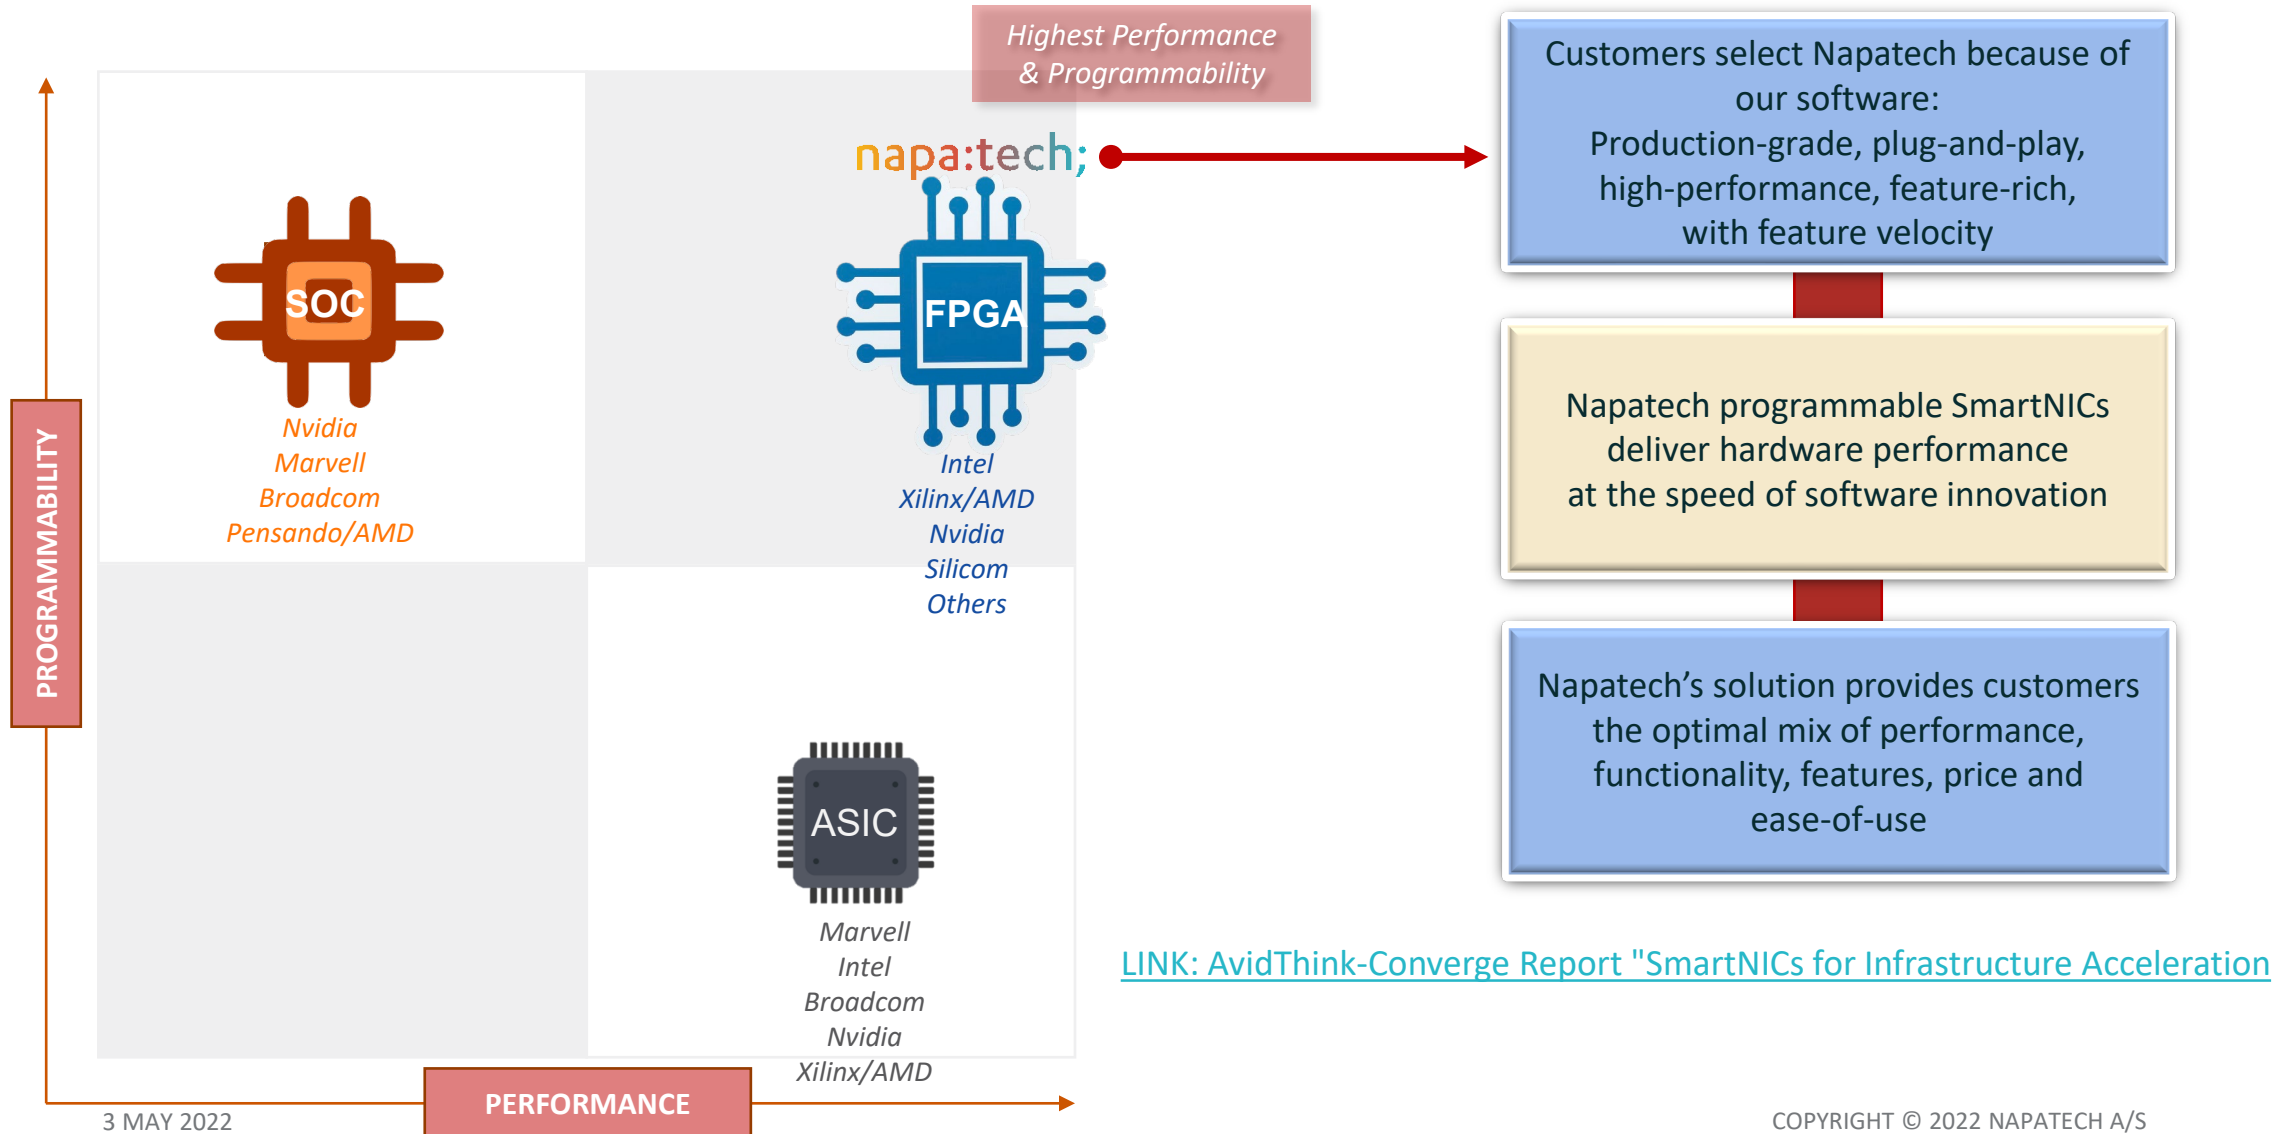 Highest Performance
& Programmability
napa:tech;
SOC
Nvidia
Marvell
Broadcom
Pensando/AMD
FPGA
Intel
Xilinx/AMD
Nvidia
Silicom
Others
ASIC
Marvell
Intel
Broadcom
Nvidia
Xilinx/AMD
PROGRAMMABILITY
PERFORMANCE
Customers select Napatech because of
our software:
Production-grade, plug-and-play,
high-performance, feature-rich,
with feature velocity
Napatech programmable SmartNICs
deliver hardware performance
at the speed of software innovation
Napatech’s solution provides customers
the optimal mix of performance,
functionality, features, price and
ease-of-use
LINK: AvidThink-Converge Report "SmartNICs for Infrastructure Acceleration
3 MAY 2022
COPYRIGHT © 2022 NAPATECH A/S